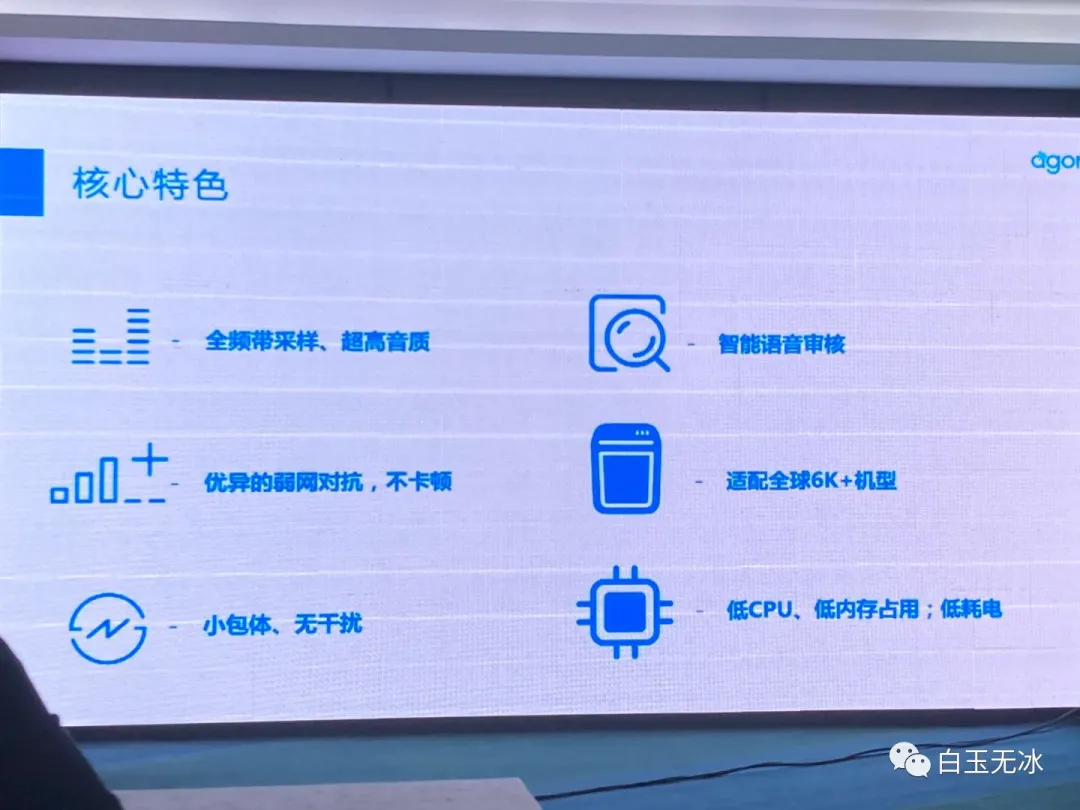 核心特色
agor
全频带采样、超高音质
智能语音审核
优异的弱网对抗，不卡顿
适配全球6K+机型
小包体、无干扰
低CPU、低内存占用；低耗电
白玉无冰